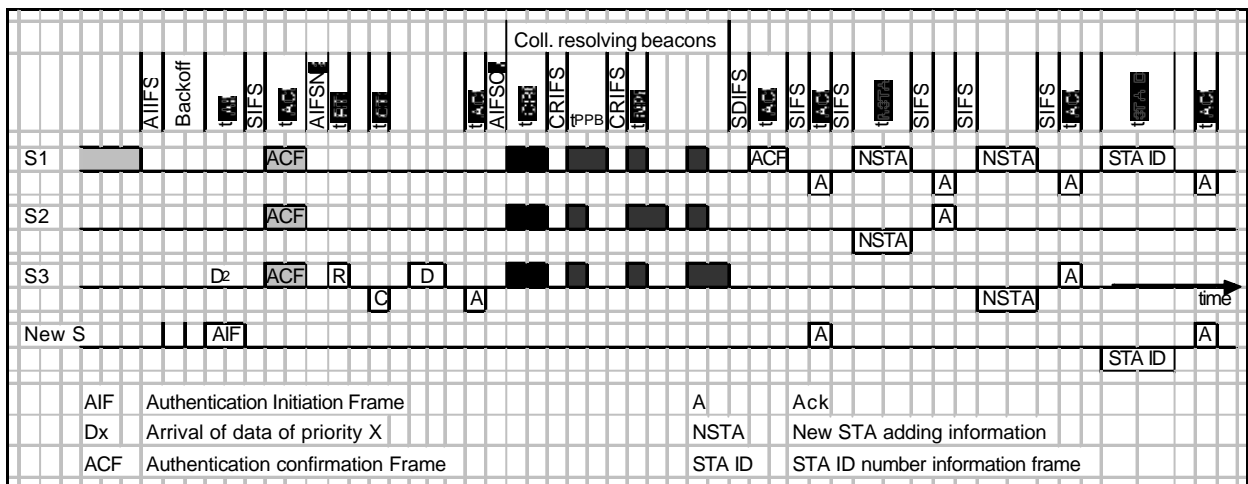 Coll. resolving beacons
AIIFS
Backoff
SIFS
CRIFS
tPPB
CRIFS
SDIFS
SIFS
SIFS
SIFS
SIFS
SIFS
S1
ACF
ACF
NSTA
NSTA
STA ID
A
A
A
A
S2
ACF
A
NSTA
S3
D2
ACF
R
D
A
C
A
NSTA
time
New S
AIF
A
A
STA ID
AIF Authentication Initiation Frame A Ack
Dx Arrival of data of priority X NSTA New STA adding information
ACF Authentication confirmation Frame STA ID STA ID number information frame